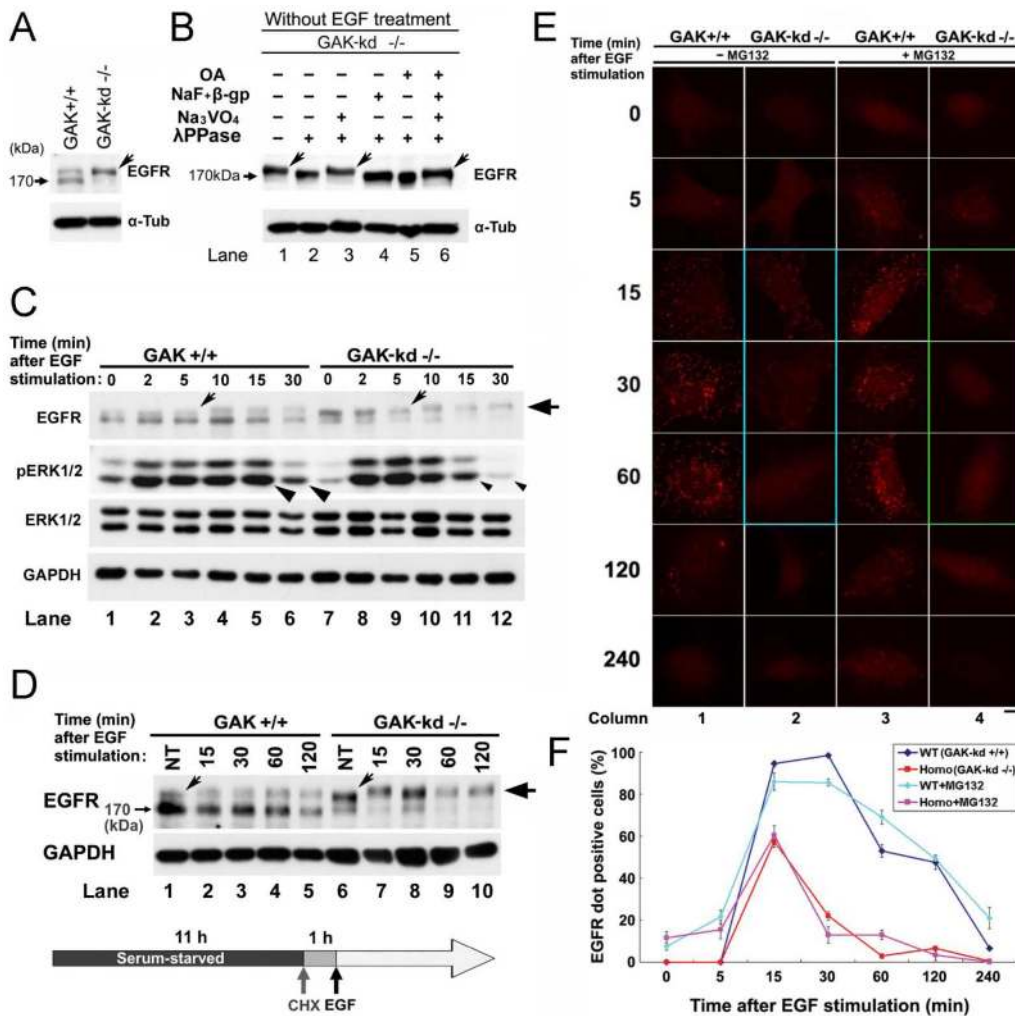 A
GAK+/+
GAK-kd -/-
(kDa)
170
EGFR
α-Tub
B
Without EGF treatment
GAK-kd -/-
OA – – – – + +
NaF+β-gp – – – + – +
Na₃VO₄ – – + – – +
λPPase – + + + + +
170kDa
EGFR
α-Tub
Lane 1 2 3 4 5 6
C
Time (min)
after EGF
stimulation:
GAK +/+
GAK-kd -/-
0 2 5 10 15 30 0 2 5 10 15 30
EGFR
pERK1/2
ERK1/2
GAPDH
Lane 1 2 3 4 5 6 7 8 9 10 11 12
D
Time (min)
after EGF
stimulation:
GAK +/+
GAK-kd -/-
NT 15 30 60 120 NT 15 30 60 120
EGFR
170
(kDa)
GAPDH
Lane 1 2 3 4 5 6 7 8 9 10
11 h
1 h
Serum-starved
CHX EGF
E
Time (min)
after EGF
stimulation
GAK+/+ GAK-kd -/- GAK+/+ GAK-kd -/-
– MG132
+ MG132
0
5
15
30
60
120
240
Column 1 2 3 4
F
EGFR dot positive cells (%)
100
80
60
40
20
0
WT (GAK-kd +/+)
Homo(GAK-kd -/-)
WT+MG132
Homo+MG132
0 5 15 30 60 120 240
Time after EGF stimulation (min)